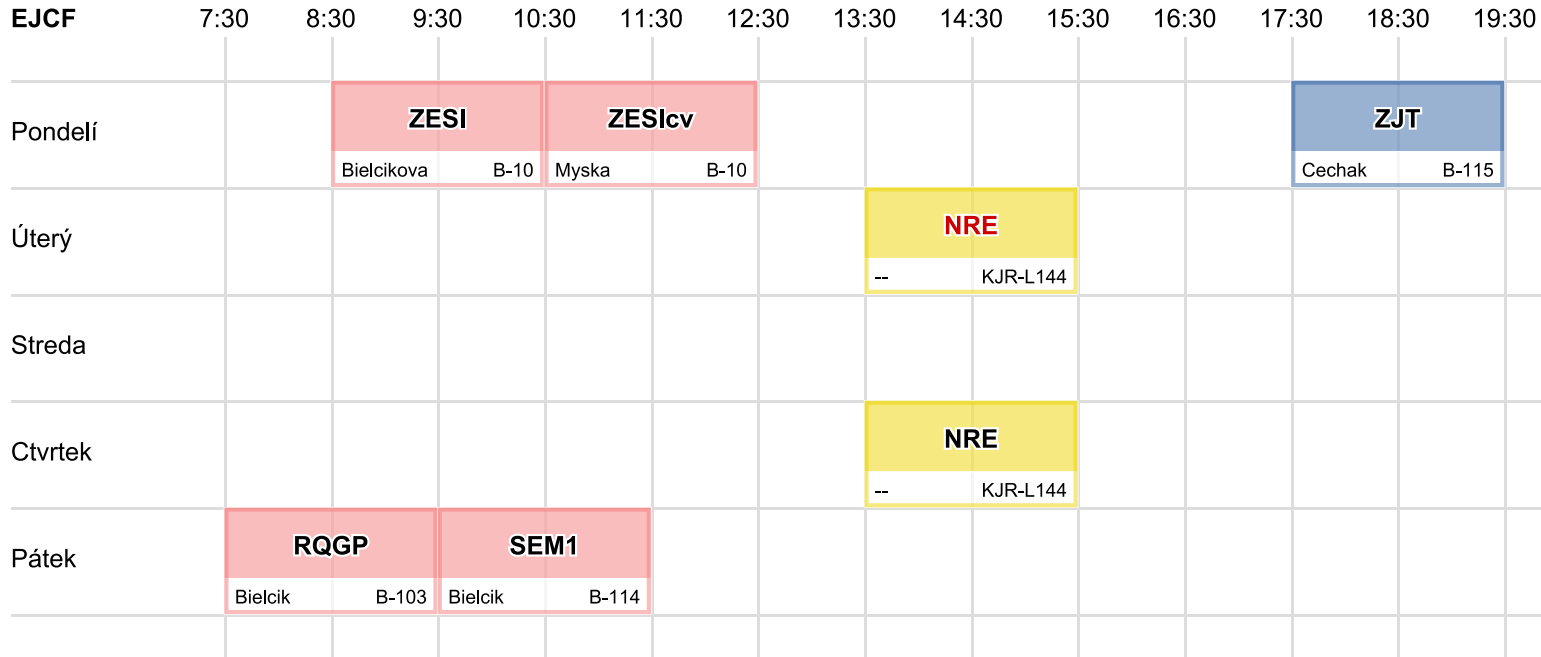 EJCF 7:30 8:30 9:30 10:30 11:30 12:30 13:30 14:30 15:30 16:30 17:30 18:30 19:30
Pondelí
ZESI ZESIcv ZJT
Bielcikova B-10 Myska B-10 Cechak B-115
Úterý
NRE
-- KJR-L144
Streda
Ctvrtek
NRE
-- KJR-L144
Pátek
RQGP SEM1
Bielcik B-103 Bielcik B-114